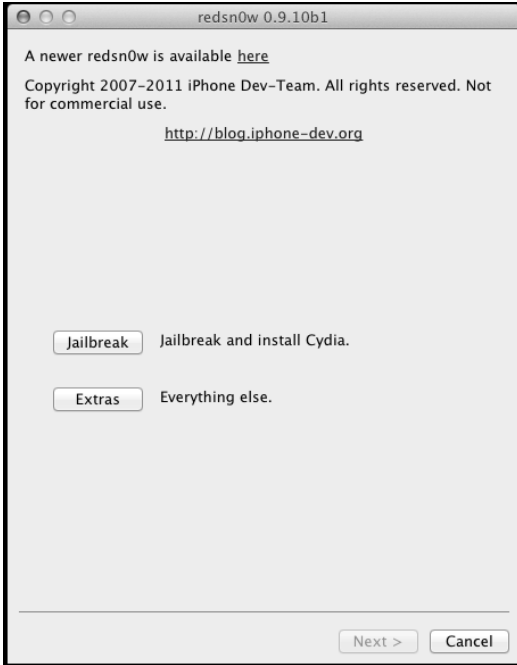 redsn0w 0.9.10b1
A newer redsn0w is available here
Copyright 2007-2011 iPhone Dev-Team. All rights reserved. Not
for commercial use.
http://blog.iphone-dev.org
Jailbreak Jailbreak and install Cydia.
Extras Everything else.
Next > Cancel